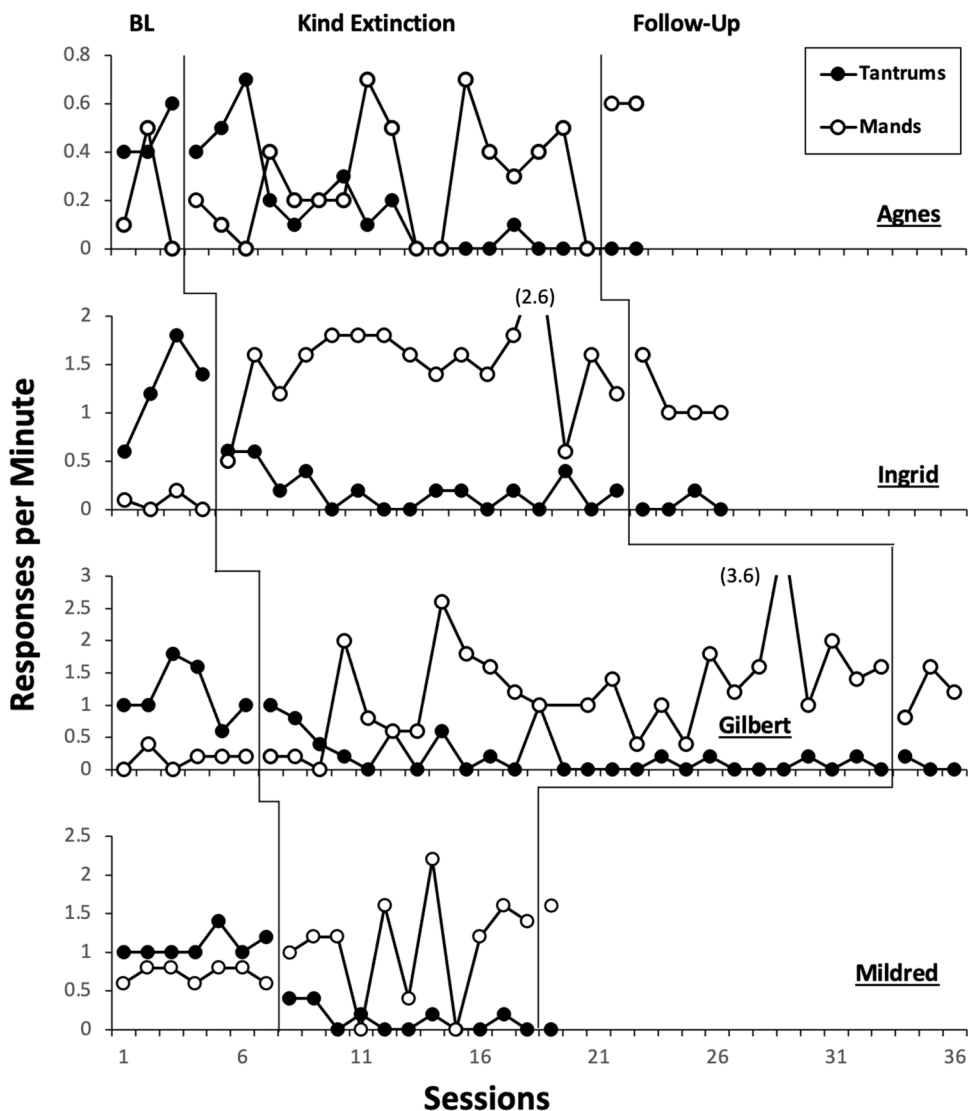 BL Kind Extinction Follow-Up
Tantrums
Mands
0.8
0.6
0.4
0.2
0
Agnes
(2.6)
2
1.5
1
0.5
0
Ingrid
(3.6)
3
2.5
2
1.5
1
0.5
0
Gilbert
2.5
2
1.5
1
0.5
0
Mildred
1 6 11 16 21 26 31 36
Sessions
Responses per Minute